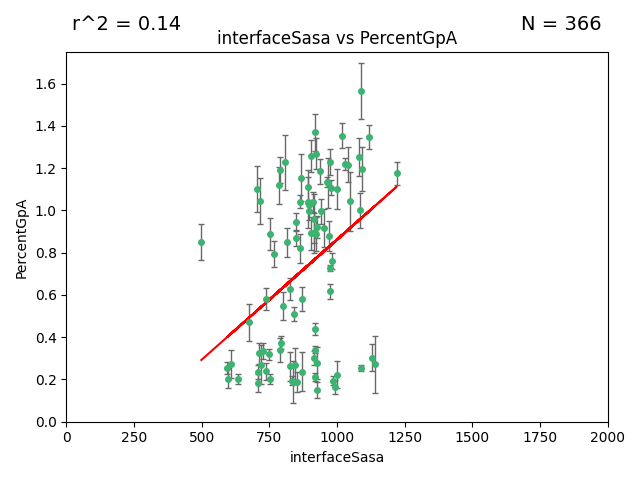 r^2 = 0.14
N = 366
interfaceSasa vs PercentGpA
PercentGpA
1.6
1.4
1.2
1.0
0.8
0.6
0.4
0.2
0.0
0 250 500 750 1000 1250 1500 1750 2000
interfaceSasa